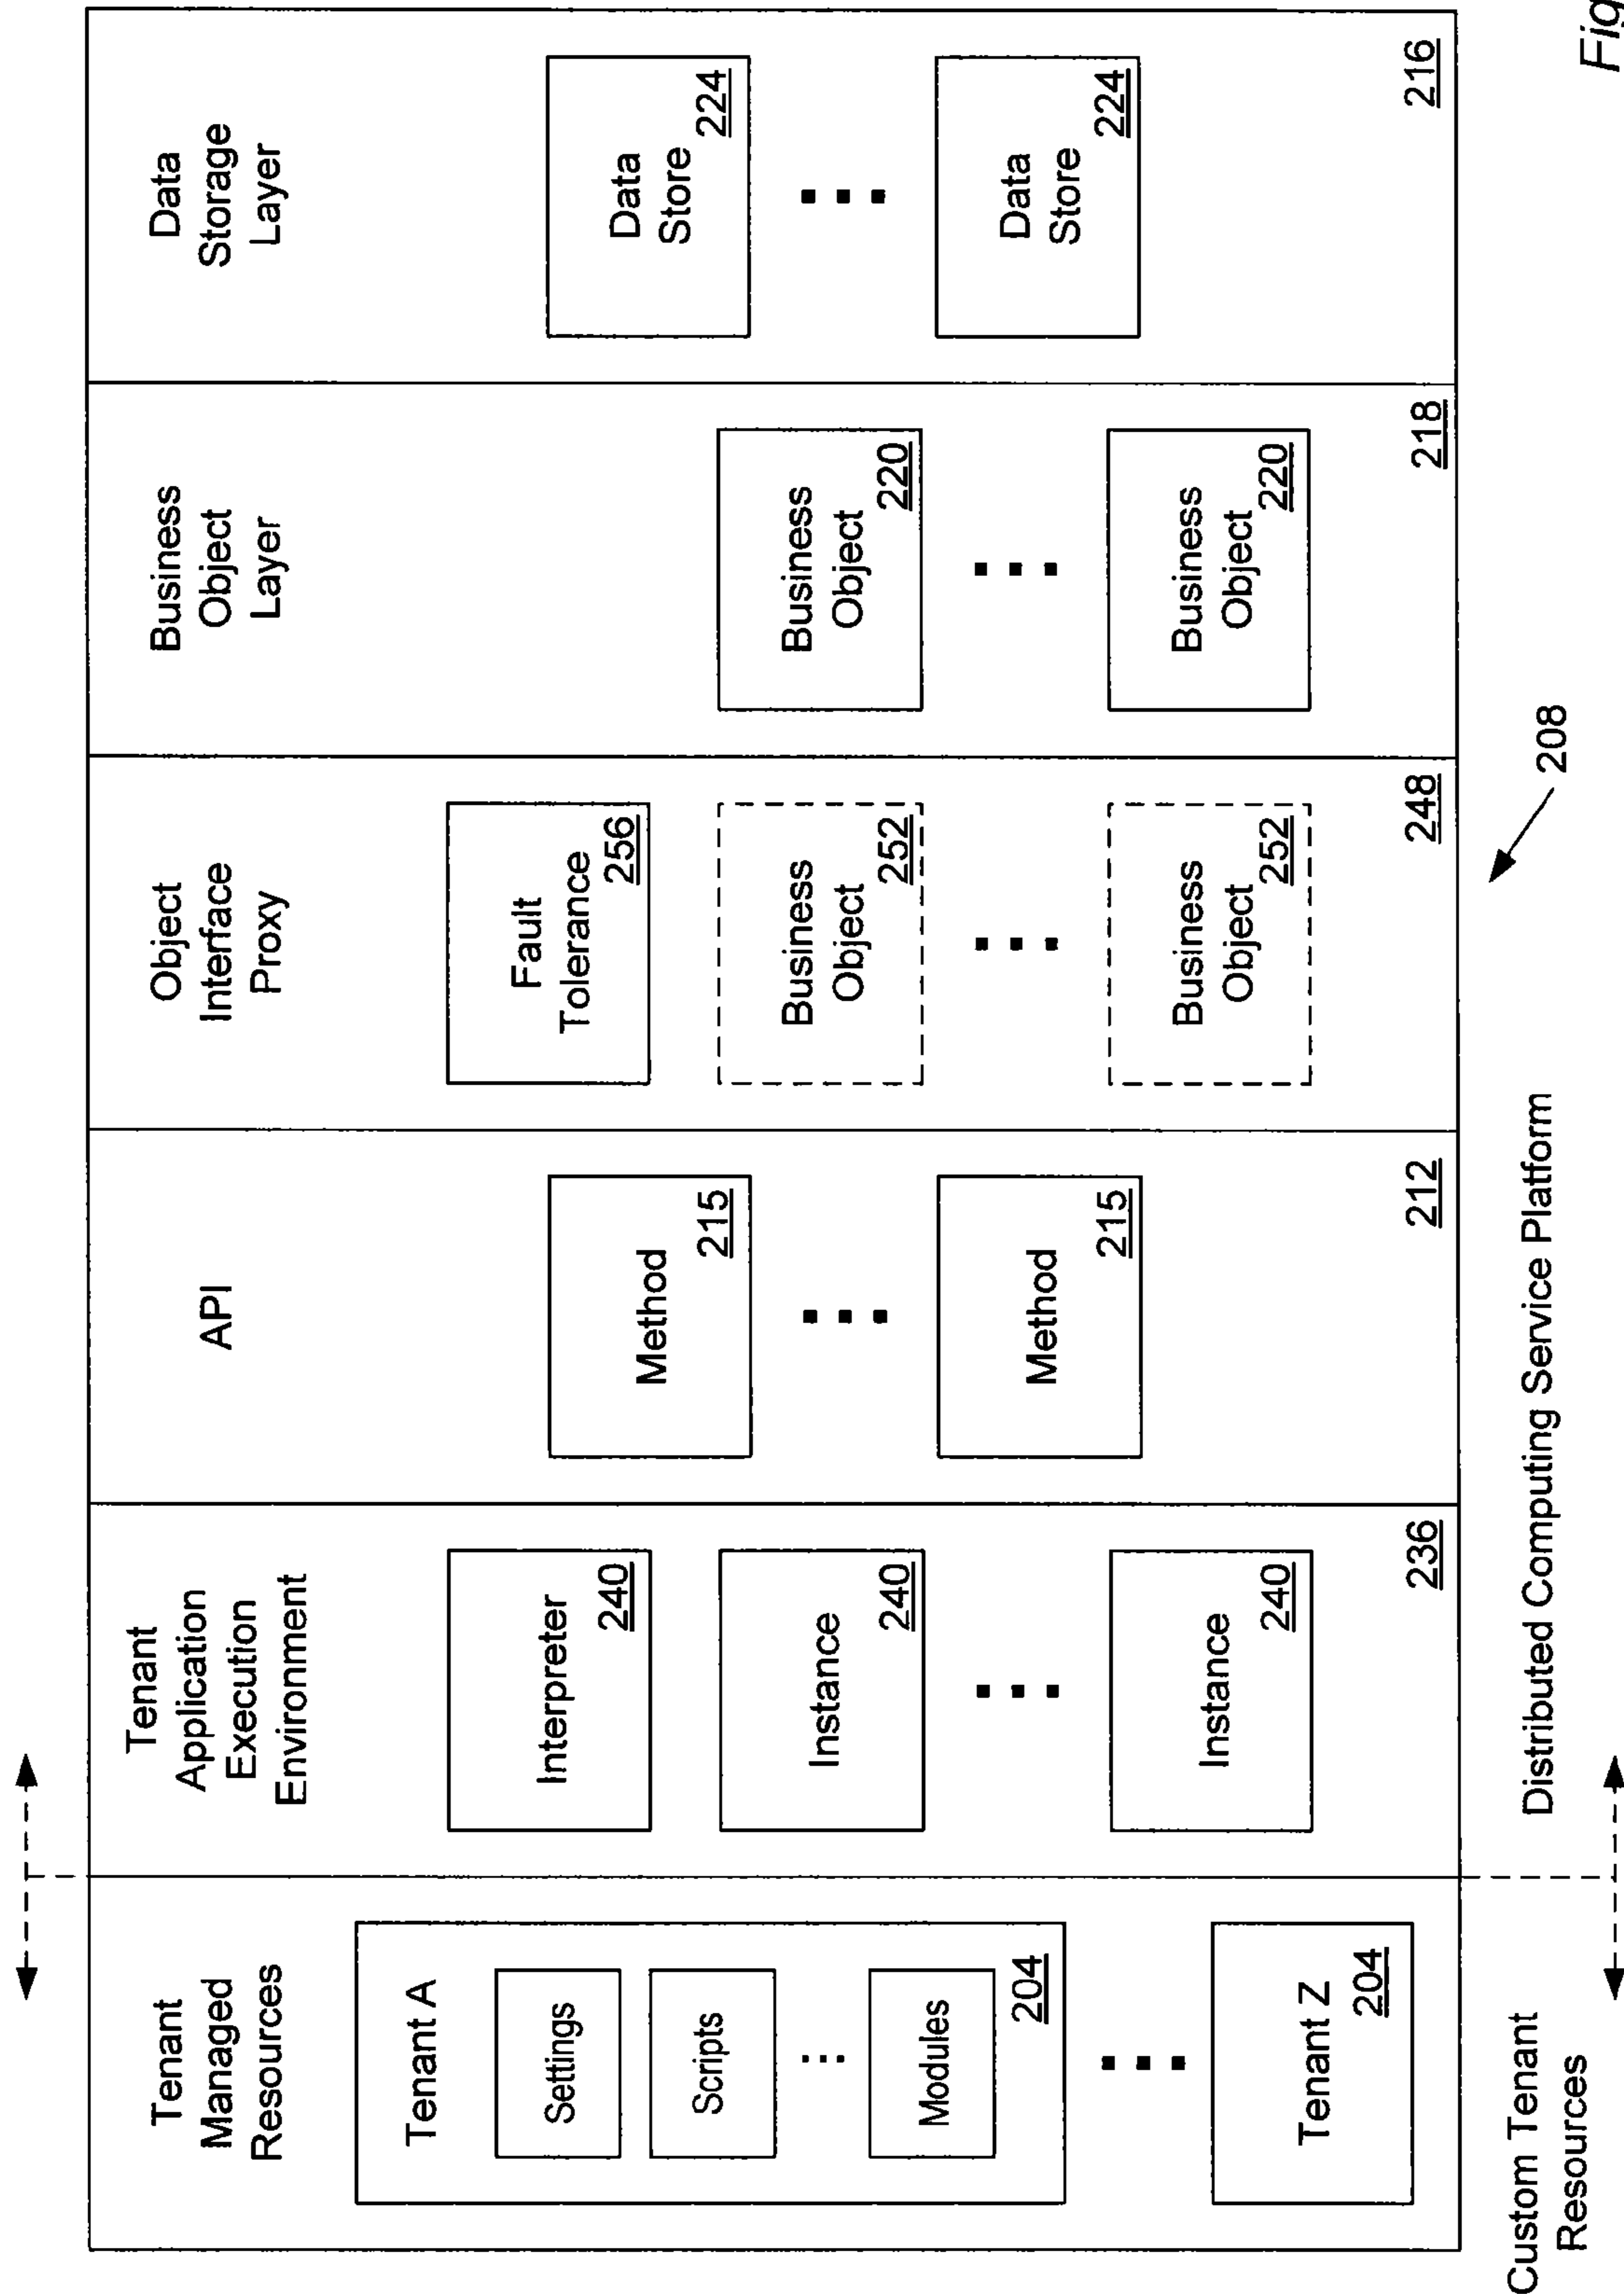 Tenant
Managed
Resources
Tenant A
Settings
Scripts
Modules
204
Tenant Z
204
Tenant
Application
Execution
Environment
Interpreter
240
Instance
240
Instance
240
236
API
Method
215
Method
215
212
Object
Interface
Proxy
Fault
Tolerance
256
Business
Object
252
Business
Object
252
248
Business
Object
Layer
Business
Object
220
Business
Object
220
218
Data
Storage
Layer
Data
Store
224
Data
Store
224
216
Custom Tenant
Resources
Distributed Computing Service Platform
208
Fig